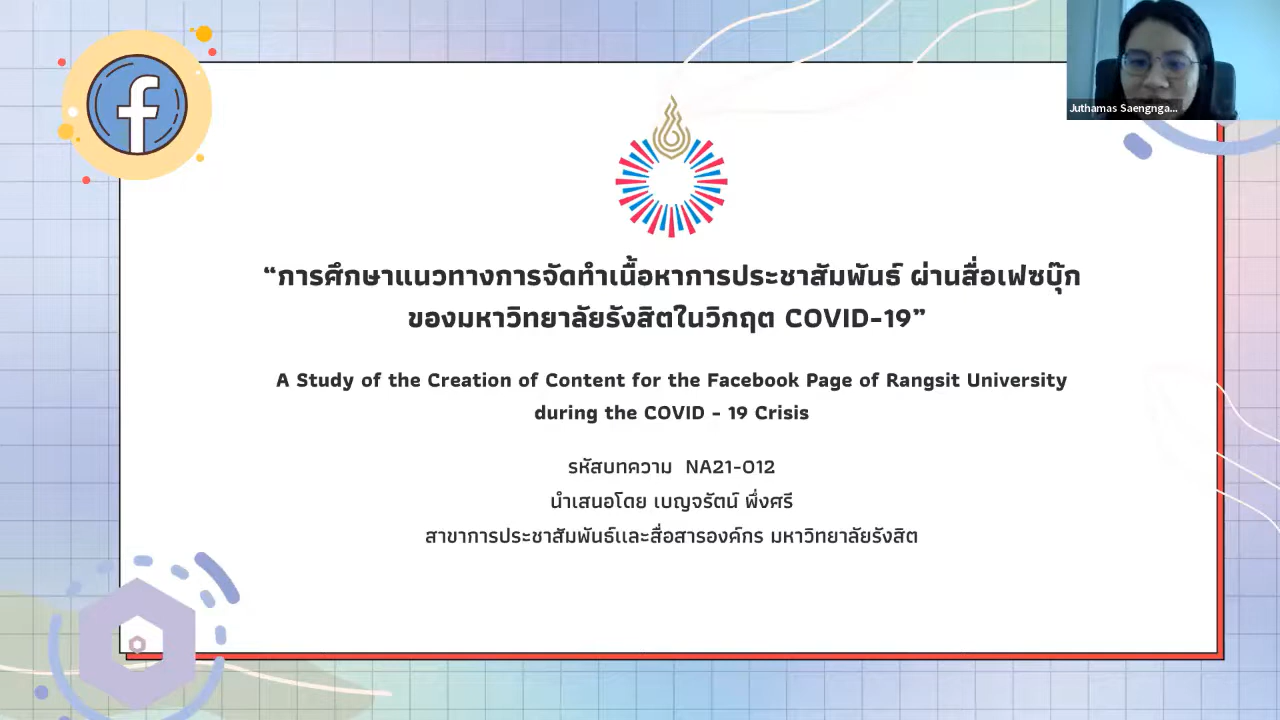 Juthamas Saengnga...
“การศึกษาแนวทางการจัดทำเนื้อหาการประชาสัมพันธ์ ผ่านสื่อเฟซบุ๊ก
ของมหาวิทยาลัยรังสิตในวิกฤต COVID-19”
A Study of the Creation of Content for the Facebook Page of Rangsit University
during the COVID - 19 Crisis
รหัสบทความ NA21-012
นำเสนอโดย เบญจรัตน์ พึ่งศรี
สาขาการประชาสัมพันธ์และสื่อสารองค์กร มหาวิทยาลัยรังสิต